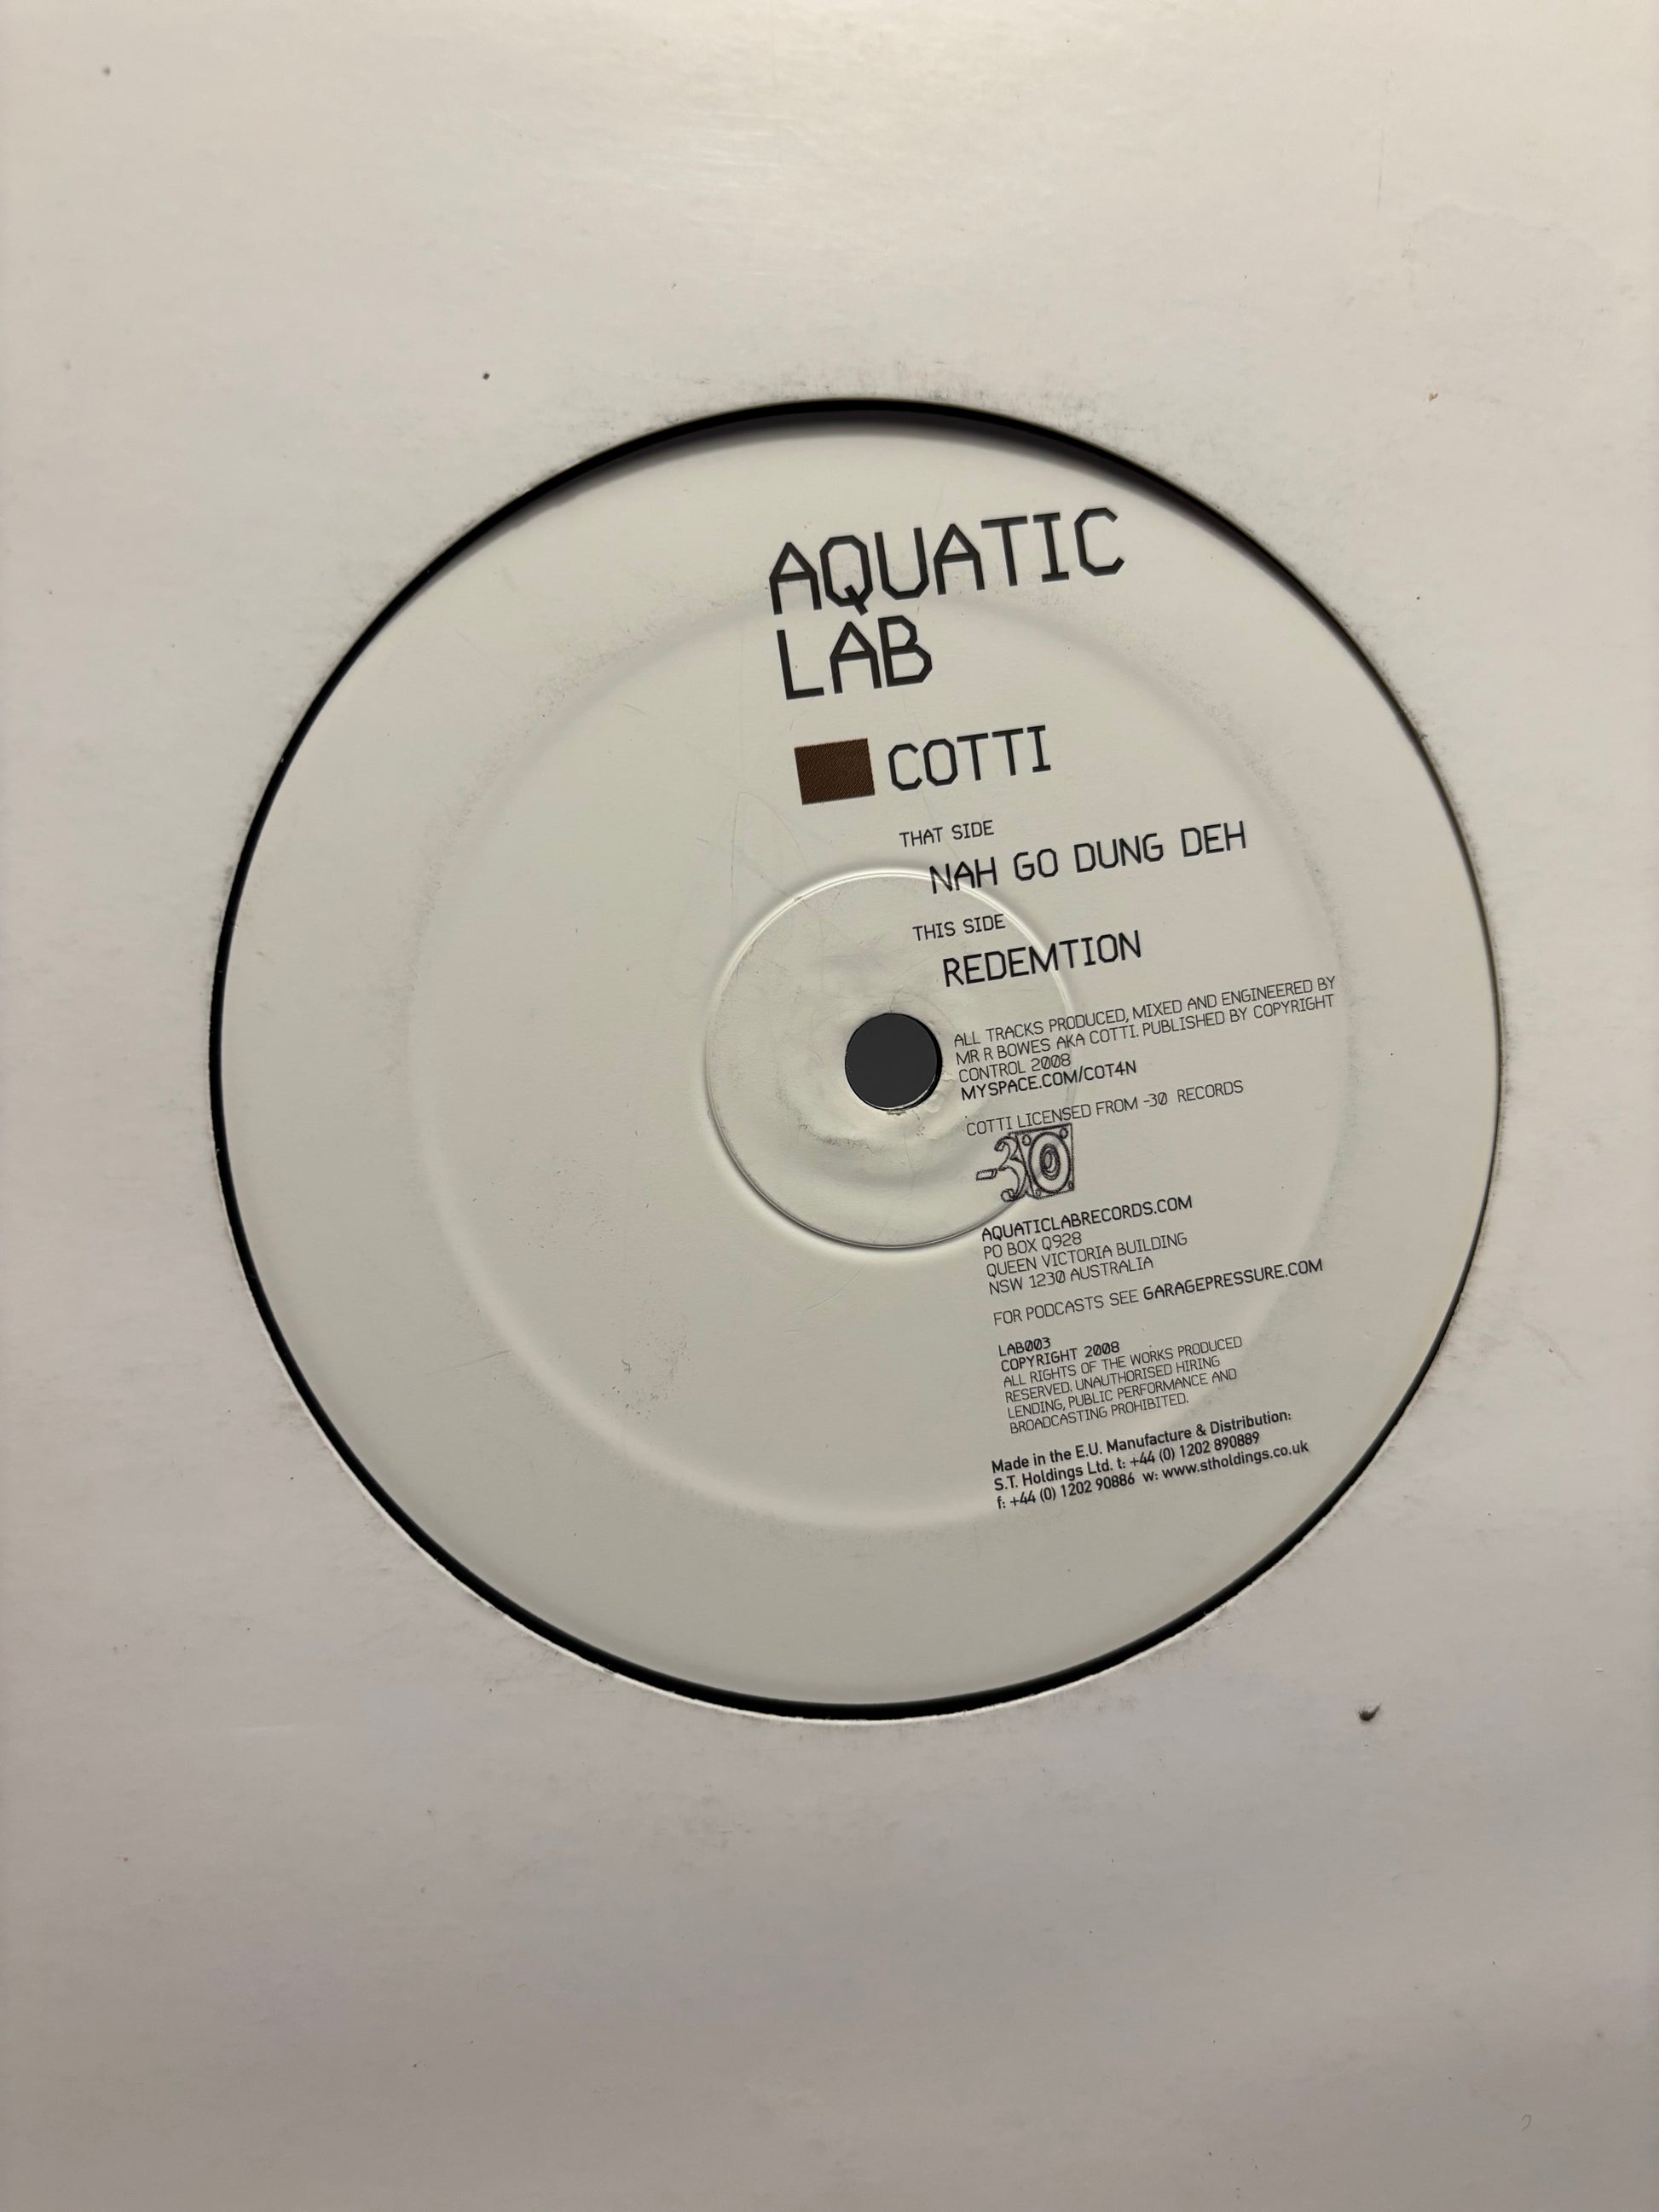 AQUATIC
LAB
COTTI
THAT SIDE
NAH GO DUNG DEH
THIS SIDE
REDEMTION
ALL TRACKS PRODUCED, MIXED AND ENGINEERED BY
MR R BOWES AKA COTTI. PUBLISHED BY COPYRIGHT
CONTROL 2008
MYSPACE.COM/COT4N
COTTI LICENSED FROM -30 RECORDS
-30
AQUATICLABRECORDS.COM
PO BOX Q928
QUEEN VICTORIA BUILDING
NSW 1230 AUSTRALIA
FOR PODCASTS SEE GARAGEPRESSURE.COM
LAB003
COPYRIGHT 2008
ALL RIGHTS OF THE WORKS PRODUCED
RESERVED. UNAUTHORISED HIRING
LENDING, PUBLIC PERFORMANCE AND
BROADCASTING PROHIBITED.
Made in the E.U. Manufacture & Distribution:
S.T. Holdings Ltd. t: +44 (0) 1202 890889
f: +44 (0) 1202 90886 w: www.stholdings.co.uk